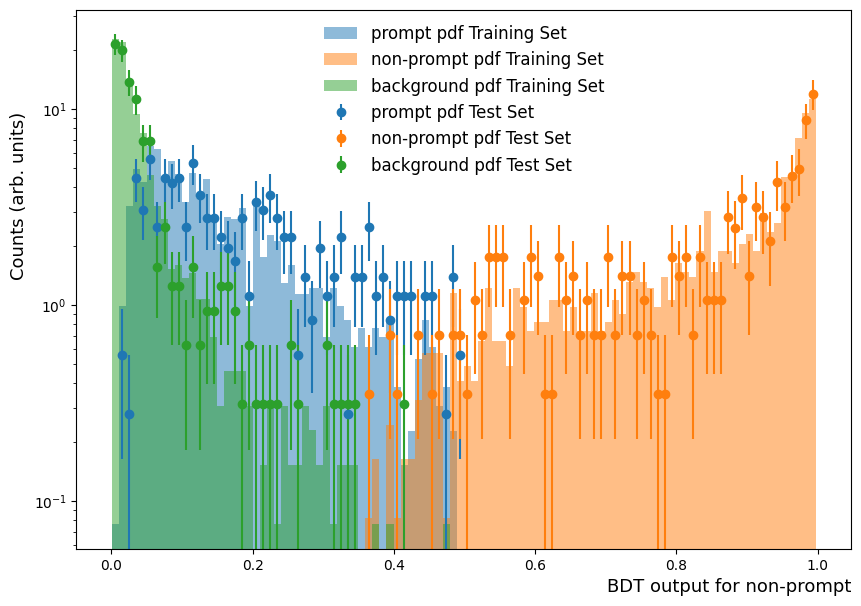 prompt pdf Training Set
non-prompt pdf Training Set
background pdf Training Set
prompt pdf Test Set
non-prompt pdf Test Set
background pdf Test Set
Counts (arb. units)
10¹
10⁰
10⁻¹
0.0 0.2 0.4 0.6 0.8 1.0
BDT output for non-prompt